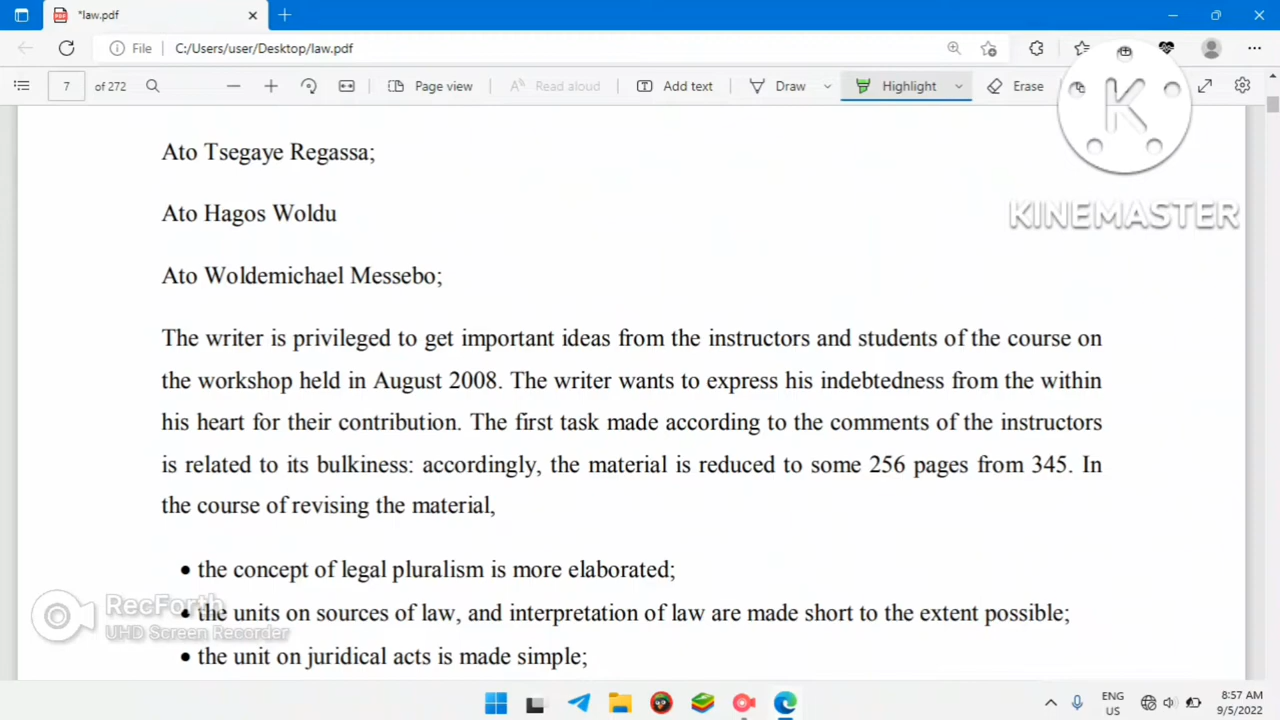 *law.pdf
File C:/Users/user/Desktop/law.pdf
7 of 272 Page view Read aloud Add text Draw Highlight Erase
K
KINEMASTER
Ato Tsegaye Regassa;
Ato Hagos Woldu
Ato Woldemichael Messebo;
The writer is privileged to get important ideas from the instructors and students of the course on
the workshop held in August 2008. The writer wants to express his indebtedness from the within
his heart for their contribution. The first task made according to the comments of the instructors
is related to its bulkiness: accordingly, the material is reduced to some 256 pages from 345. In
the course of revising the material,
• the concept of legal pluralism is more elaborated;
• the units on sources of law, and interpretation of law are made short to the extent possible;
• the unit on juridical acts is made simple;
RecForth
UHD Screen Recorder
ENG
US
8:57 AM
9/5/2022